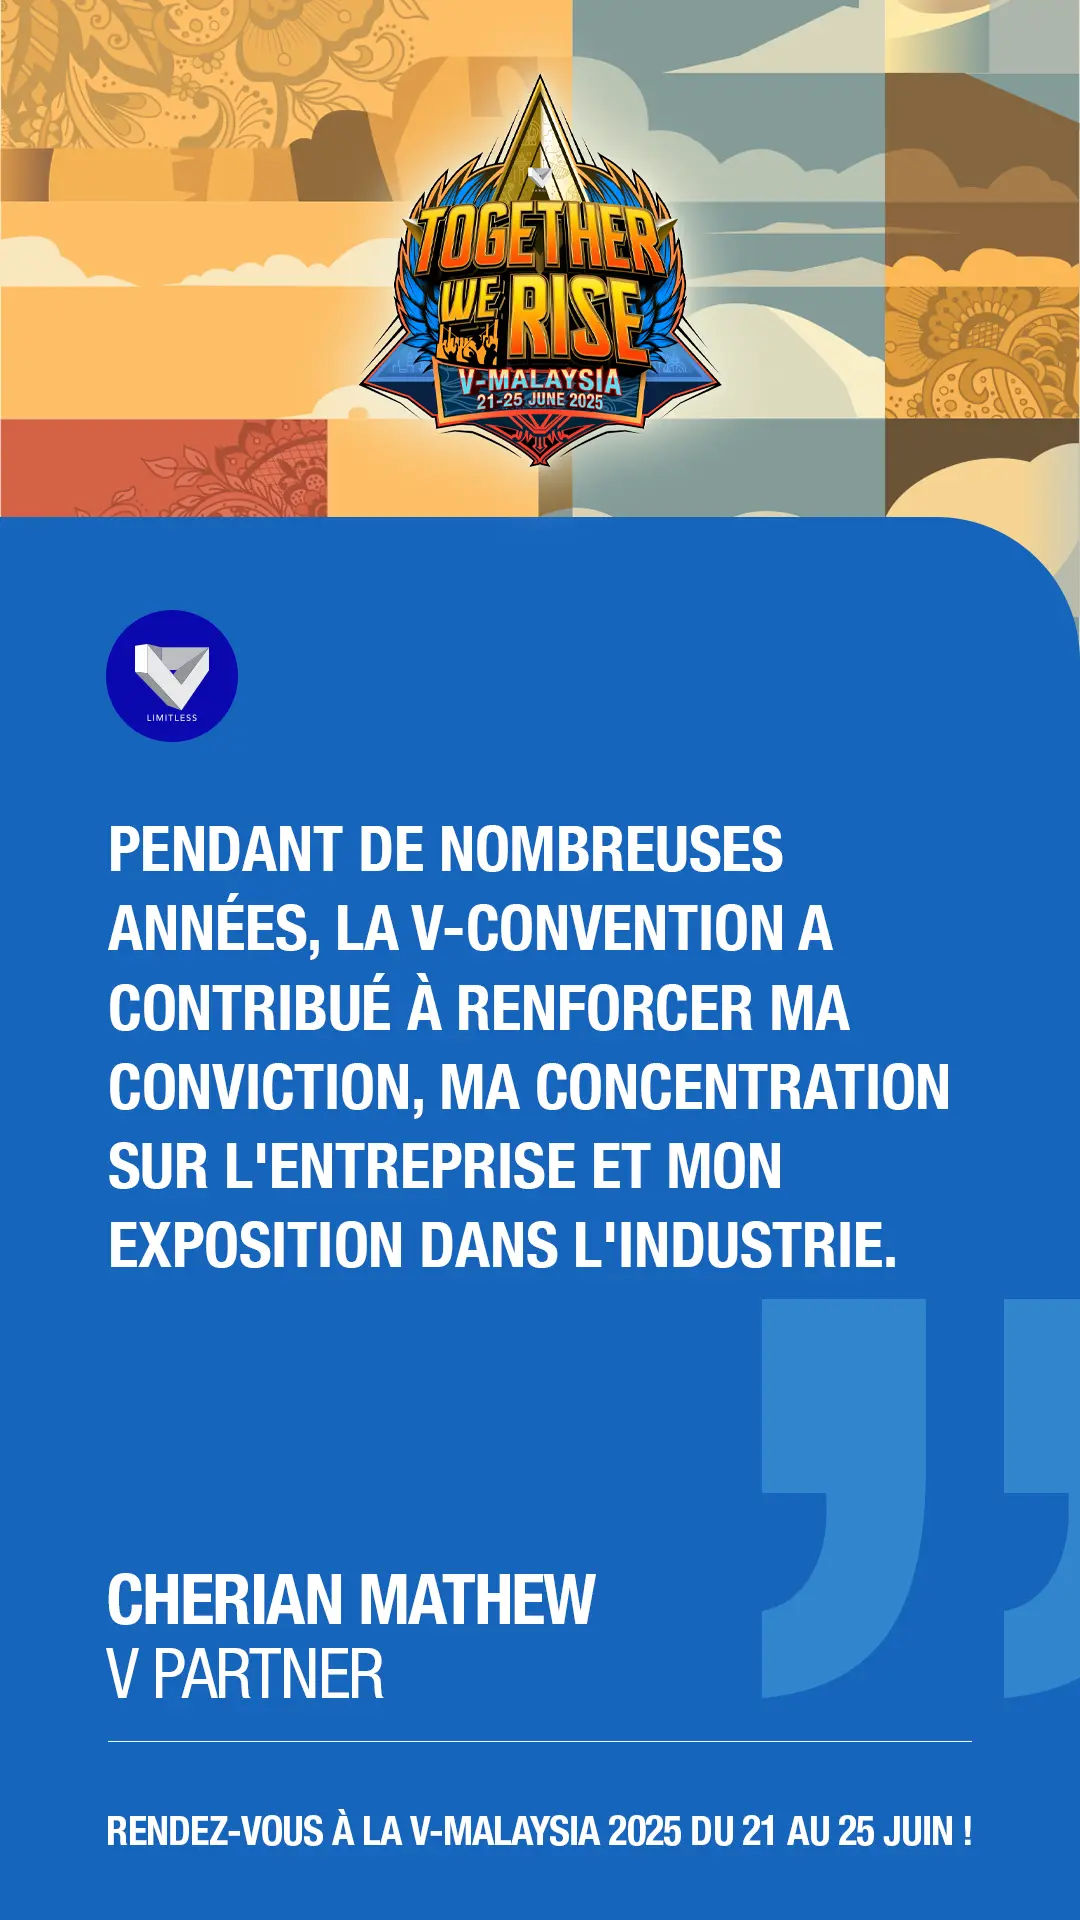 TOGETHER
WE RISE
V-MALAYSIA
21-25 JUNE 2025
LIMITLESS
PENDANT DE NOMBREUSES
ANNÉES, LA V-CONVENTION A
CONTRIBUÉ À RENFORCER MA
CONVICTION, MA CONCENTRATION
SUR L'ENTREPRISE ET MON
EXPOSITION DANS L'INDUSTRIE.
CHERIAN MATHEW
V PARTNER
RENDEZ-VOUS À LA V-MALAYSIA 2025 DU 21 AU 25 JUIN !